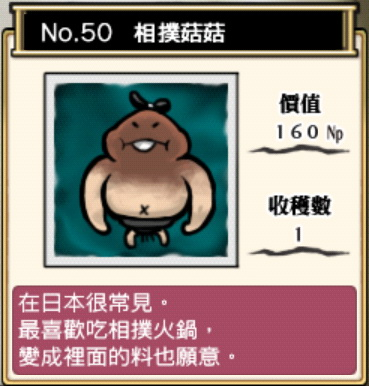 No.50 相撲菇菇
價值
160 Np
收穫數
1
在日本很常見。
最喜歡吃相撲火鍋，
變成裡面的料也願意。